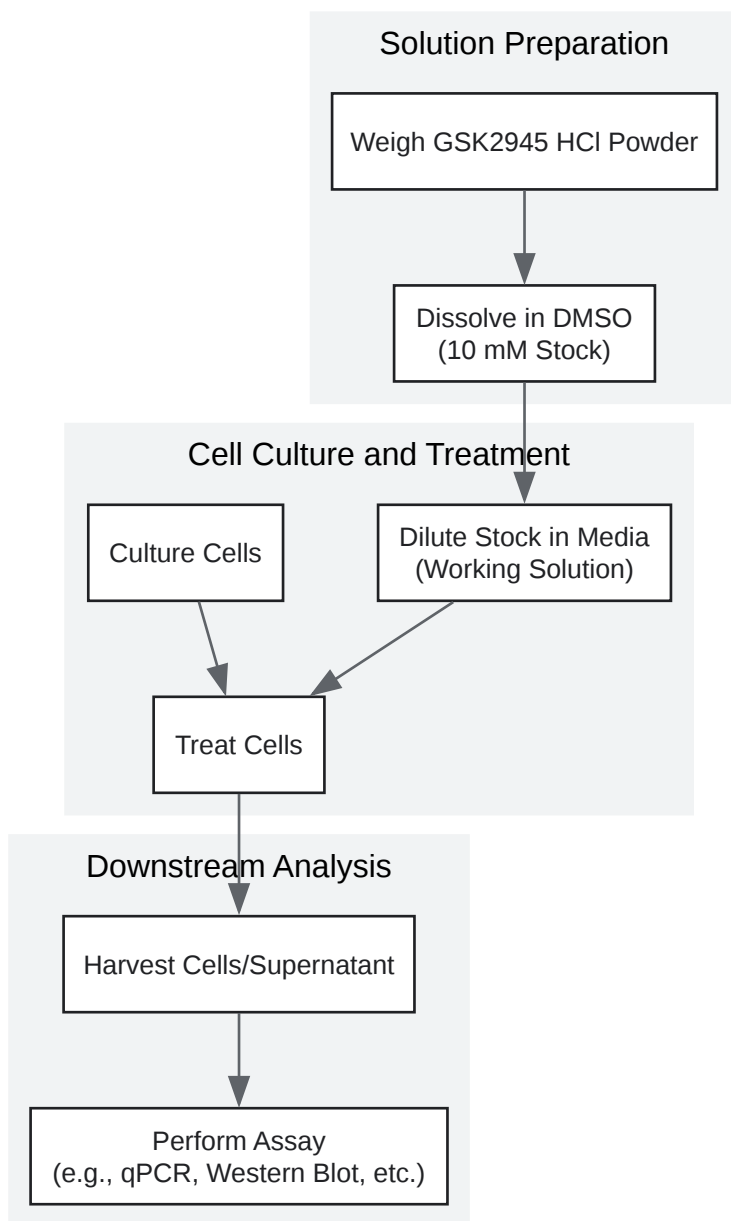 Solution Preparation
Weigh GSK2945 HCl Powder
Dissolve in DMSO
(10 mM Stock)
Cell Culture and Treatment
Culture Cells
Dilute Stock in Media
(Working Solution)
Treat Cells
Downstream Analysis
Harvest Cells/Supernatant
Perform Assay
(e.g., qPCR, Western Blot, etc.)